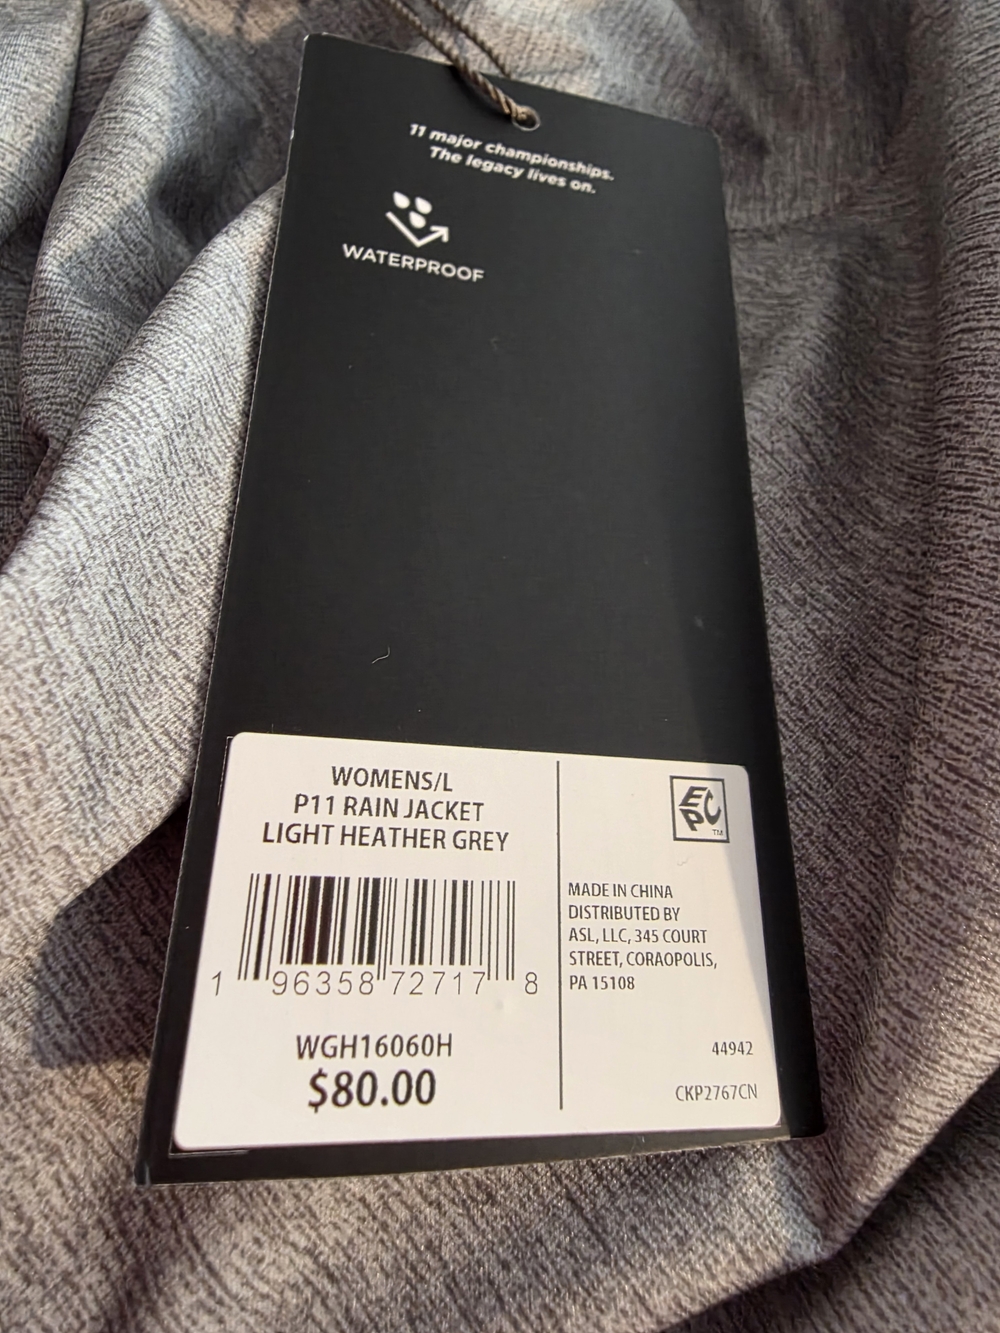 11 major championships.
The legacy lives on.
WATERPROOF
WOMENS/L
P11 RAIN JACKET
LIGHT HEATHER GREY
1 96358 72717 8
WGH16060H
$80.00
EPC
TM
MADE IN CHINA
DISTRIBUTED BY
ASL, LLC, 345 COURT
STREET, CORAOPOLIS,
PA 15108
44942
CKP2767CN